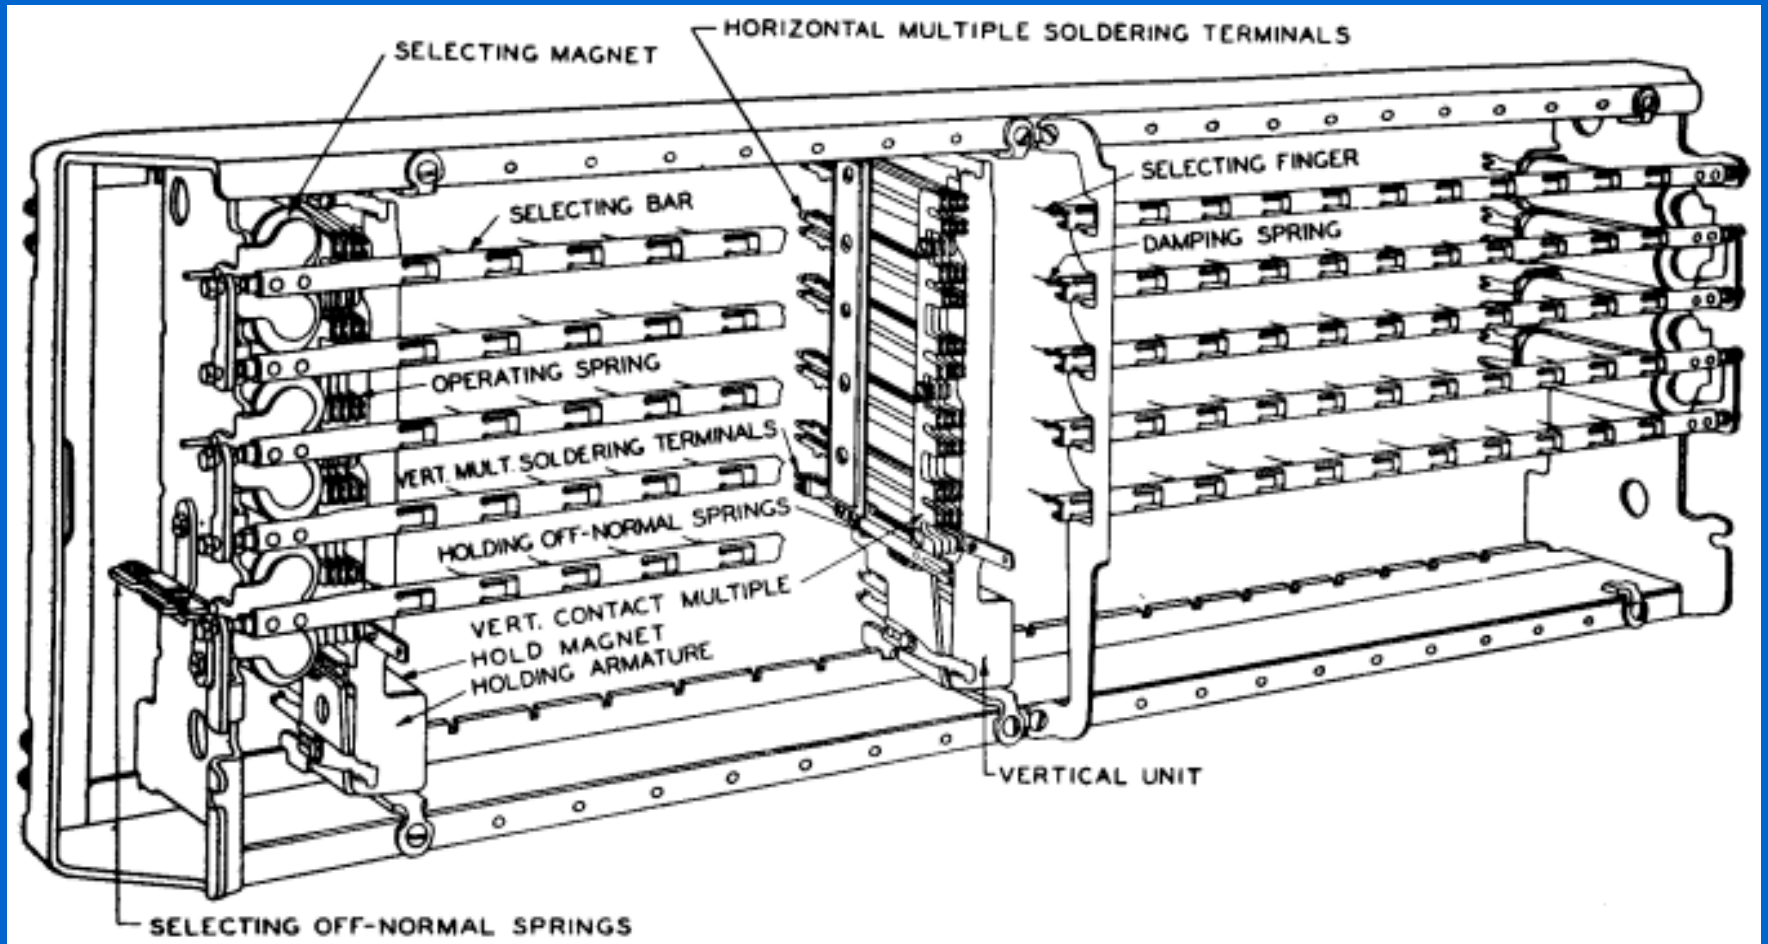 HORIZONTAL MULTIPLE SOLDERING TERMINALS
SELECTING MAGNET
SELECTING FINGER
SELECTING BAR
DAMPING SPRING
OPERATING SPRING
VERT. MULT. SOLDERING TERMINALS
HOLDING OFF-NORMAL SPRINGS
VERT. CONTACT MULTIPLE
HOLD MAGNET
HOLDING ARMATURE
VERTICAL UNIT
SELECTING OFF-NORMAL SPRINGS